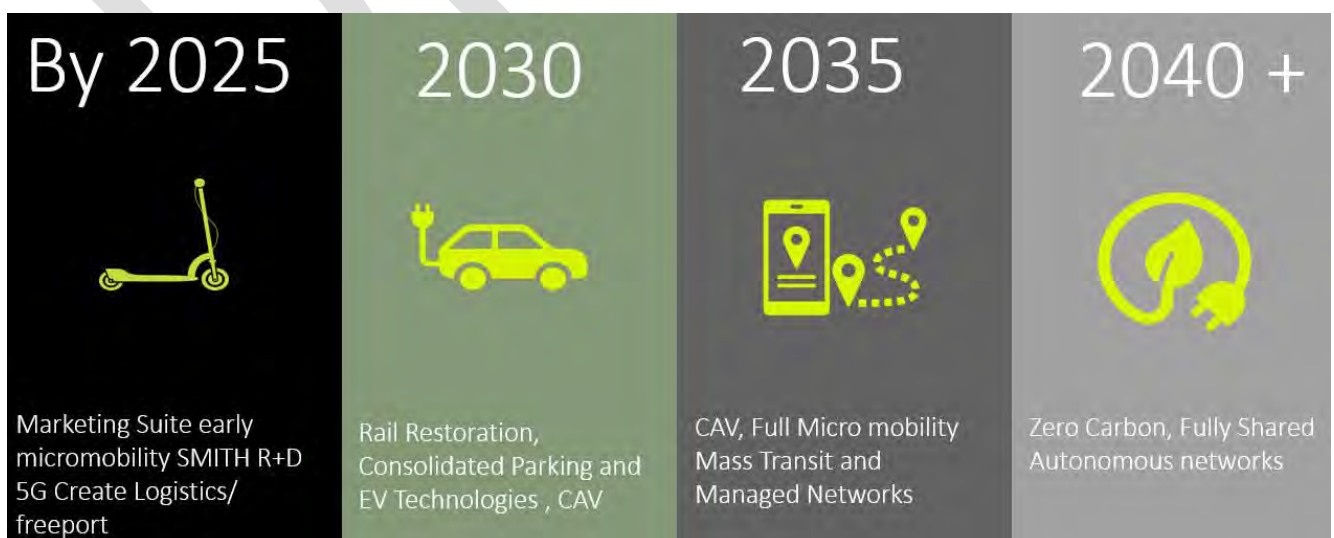 By 2025
Marketing Suite early
micromobility SMITH R+D
5G Create Logistics/
freeport
2030
Rail Restoration,
Consolidated Parking and
EV Technologies , CAV
2035
CAV, Full Micro mobility
Mass Transit and
Managed Networks
2040 +
Zero Carbon, Fully Shared
Autonomous networks